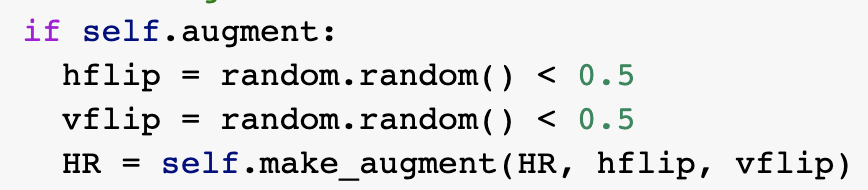 if self.augment:
  hflip = random.random() < 0.5
  vflip = random.random() < 0.5
  HR = self.make_augment(HR, hflip, vflip)